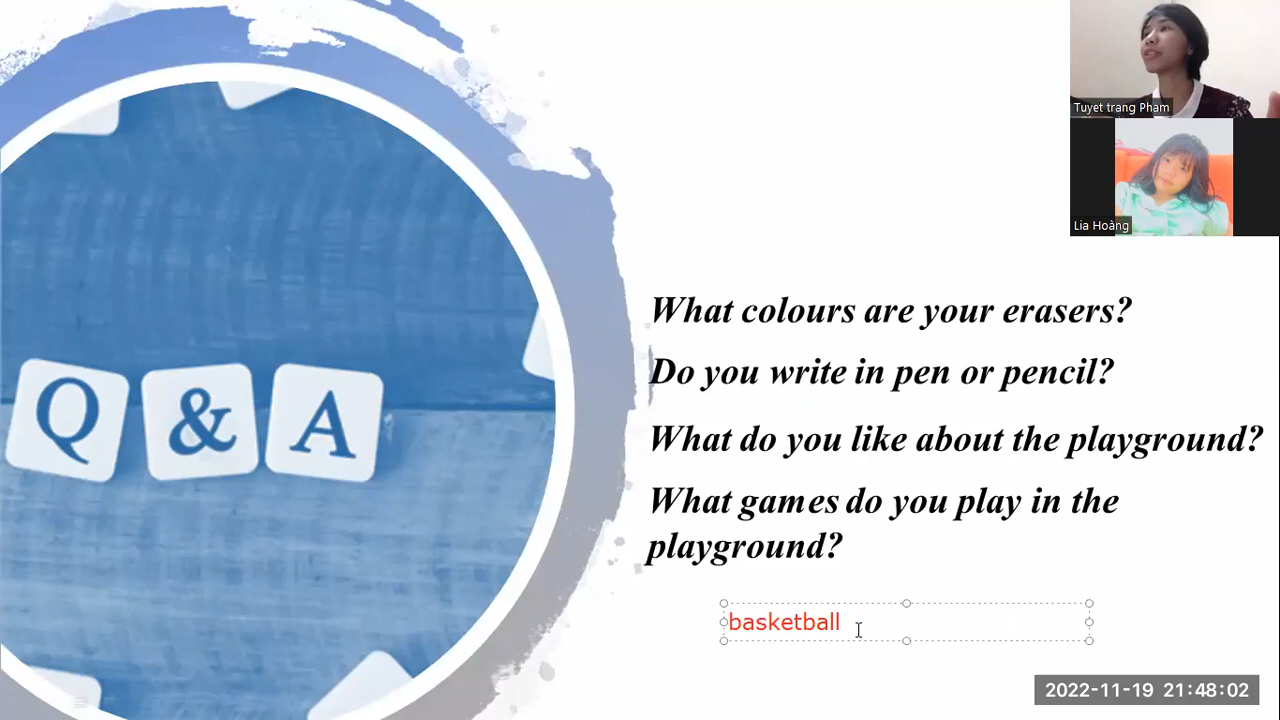 Tuyet trang Pham
Lia Hoàng
Q & A
What colours are your erasers?
Do you write in pen or pencil?
What do you like about the playground?
What games do you play in the
playground?
basketball
2022-11-19 21:48:02